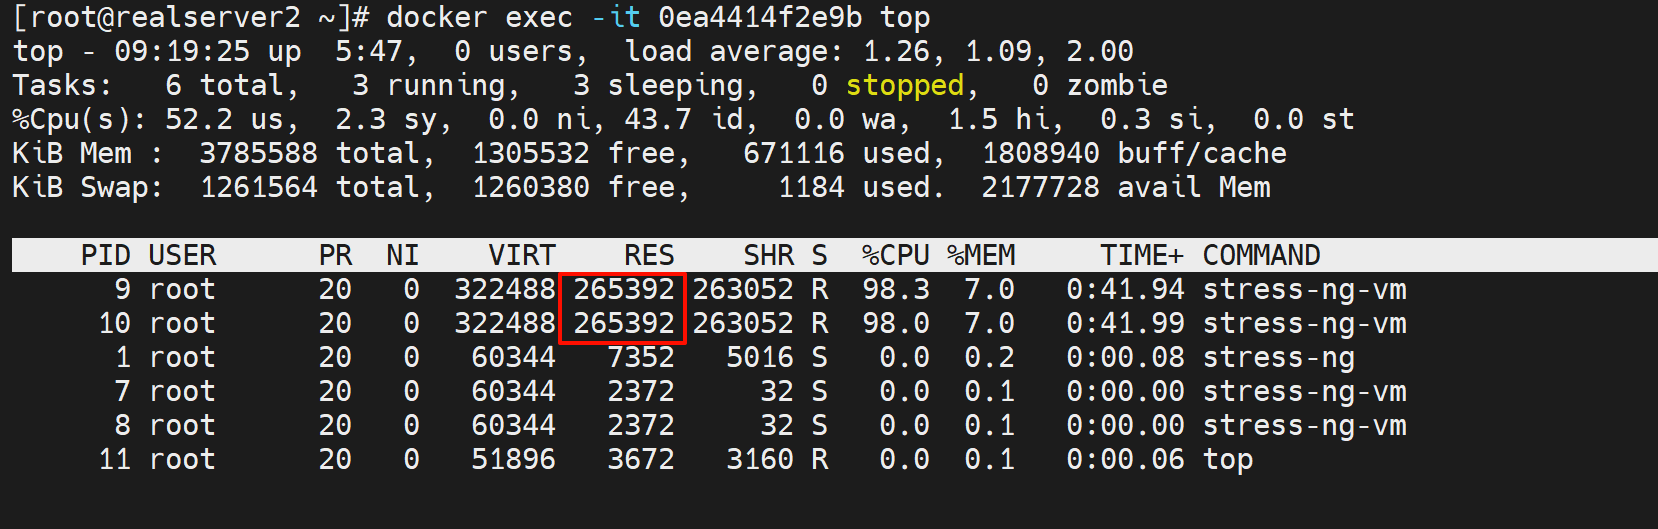 [root@realserver2 ~]# docker exec -it 0ea4414f2e9b top
top - 09:19:25 up  5:47,  0 users,  load average: 1.26, 1.09, 2.00
Tasks:   6 total,   3 running,   3 sleeping,   0 stopped,   0 zombie
%Cpu(s): 52.2 us,  2.3 sy,  0.0 ni, 43.7 id,  0.0 wa,  1.5 hi,  0.3 si,  0.0 st
KiB Mem :  3785588 total,  1305532 free,   671116 used,  1808940 buff/cache
KiB Swap:  1261564 total,  1260380 free,     1184 used.  2177728 avail Mem
PID USER      PR  NI    VIRT    RES    SHR S  %CPU %MEM     TIME+ COMMAND
9 root      20   0  322488 265392 263052 R  98.3  7.0   0:41.94 stress-ng-vm
10 root      20   0  322488 265392 263052 R  98.0  7.0   0:41.99 stress-ng-vm
1 root      20   0   60344   7352   5016 S   0.0  0.2   0:00.08 stress-ng
7 root      20   0   60344   2372     32 S   0.0  0.1   0:00.00 stress-ng-vm
8 root      20   0   60344   2372     32 S   0.0  0.1   0:00.00 stress-ng-vm
11 root      20   0   51896   3672   3160 R   0.0  0.1   0:00.06 top